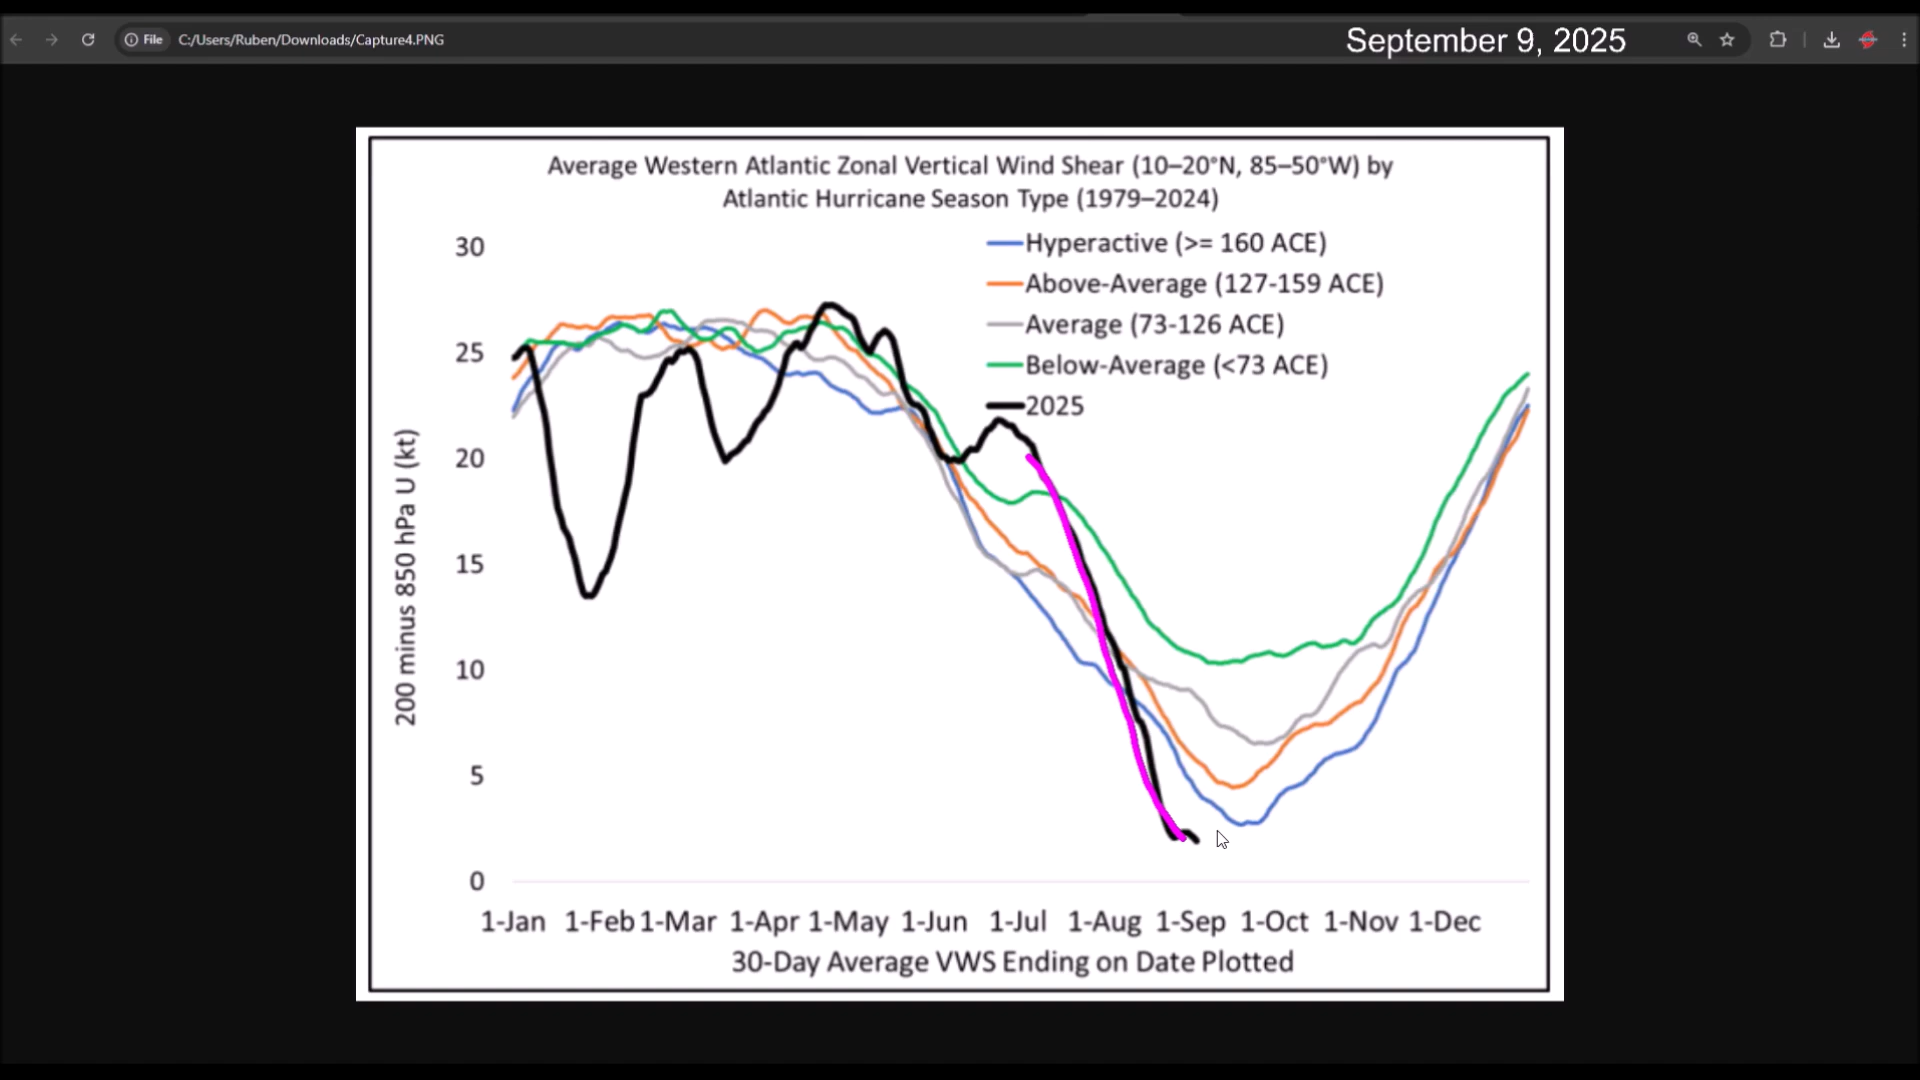 File C:/Users/Ruben/Downloads/Capture4.PNG
September 9, 2025
Average Western Atlantic Zonal Vertical Wind Shear (10–20°N, 85–50°W) by
Atlantic Hurricane Season Type (1979–2024)
Hyperactive (>= 160 ACE)
Above-Average (127-159 ACE)
Average (73-126 ACE)
Below-Average (<73 ACE)
2025
200 minus 850 hPa U (kt)
30
25
20
15
10
5
0
1-Jan 1-Feb 1-Mar 1-Apr 1-May 1-Jun 1-Jul 1-Aug 1-Sep 1-Oct 1-Nov 1-Dec
30-Day Average VWS Ending on Date Plotted